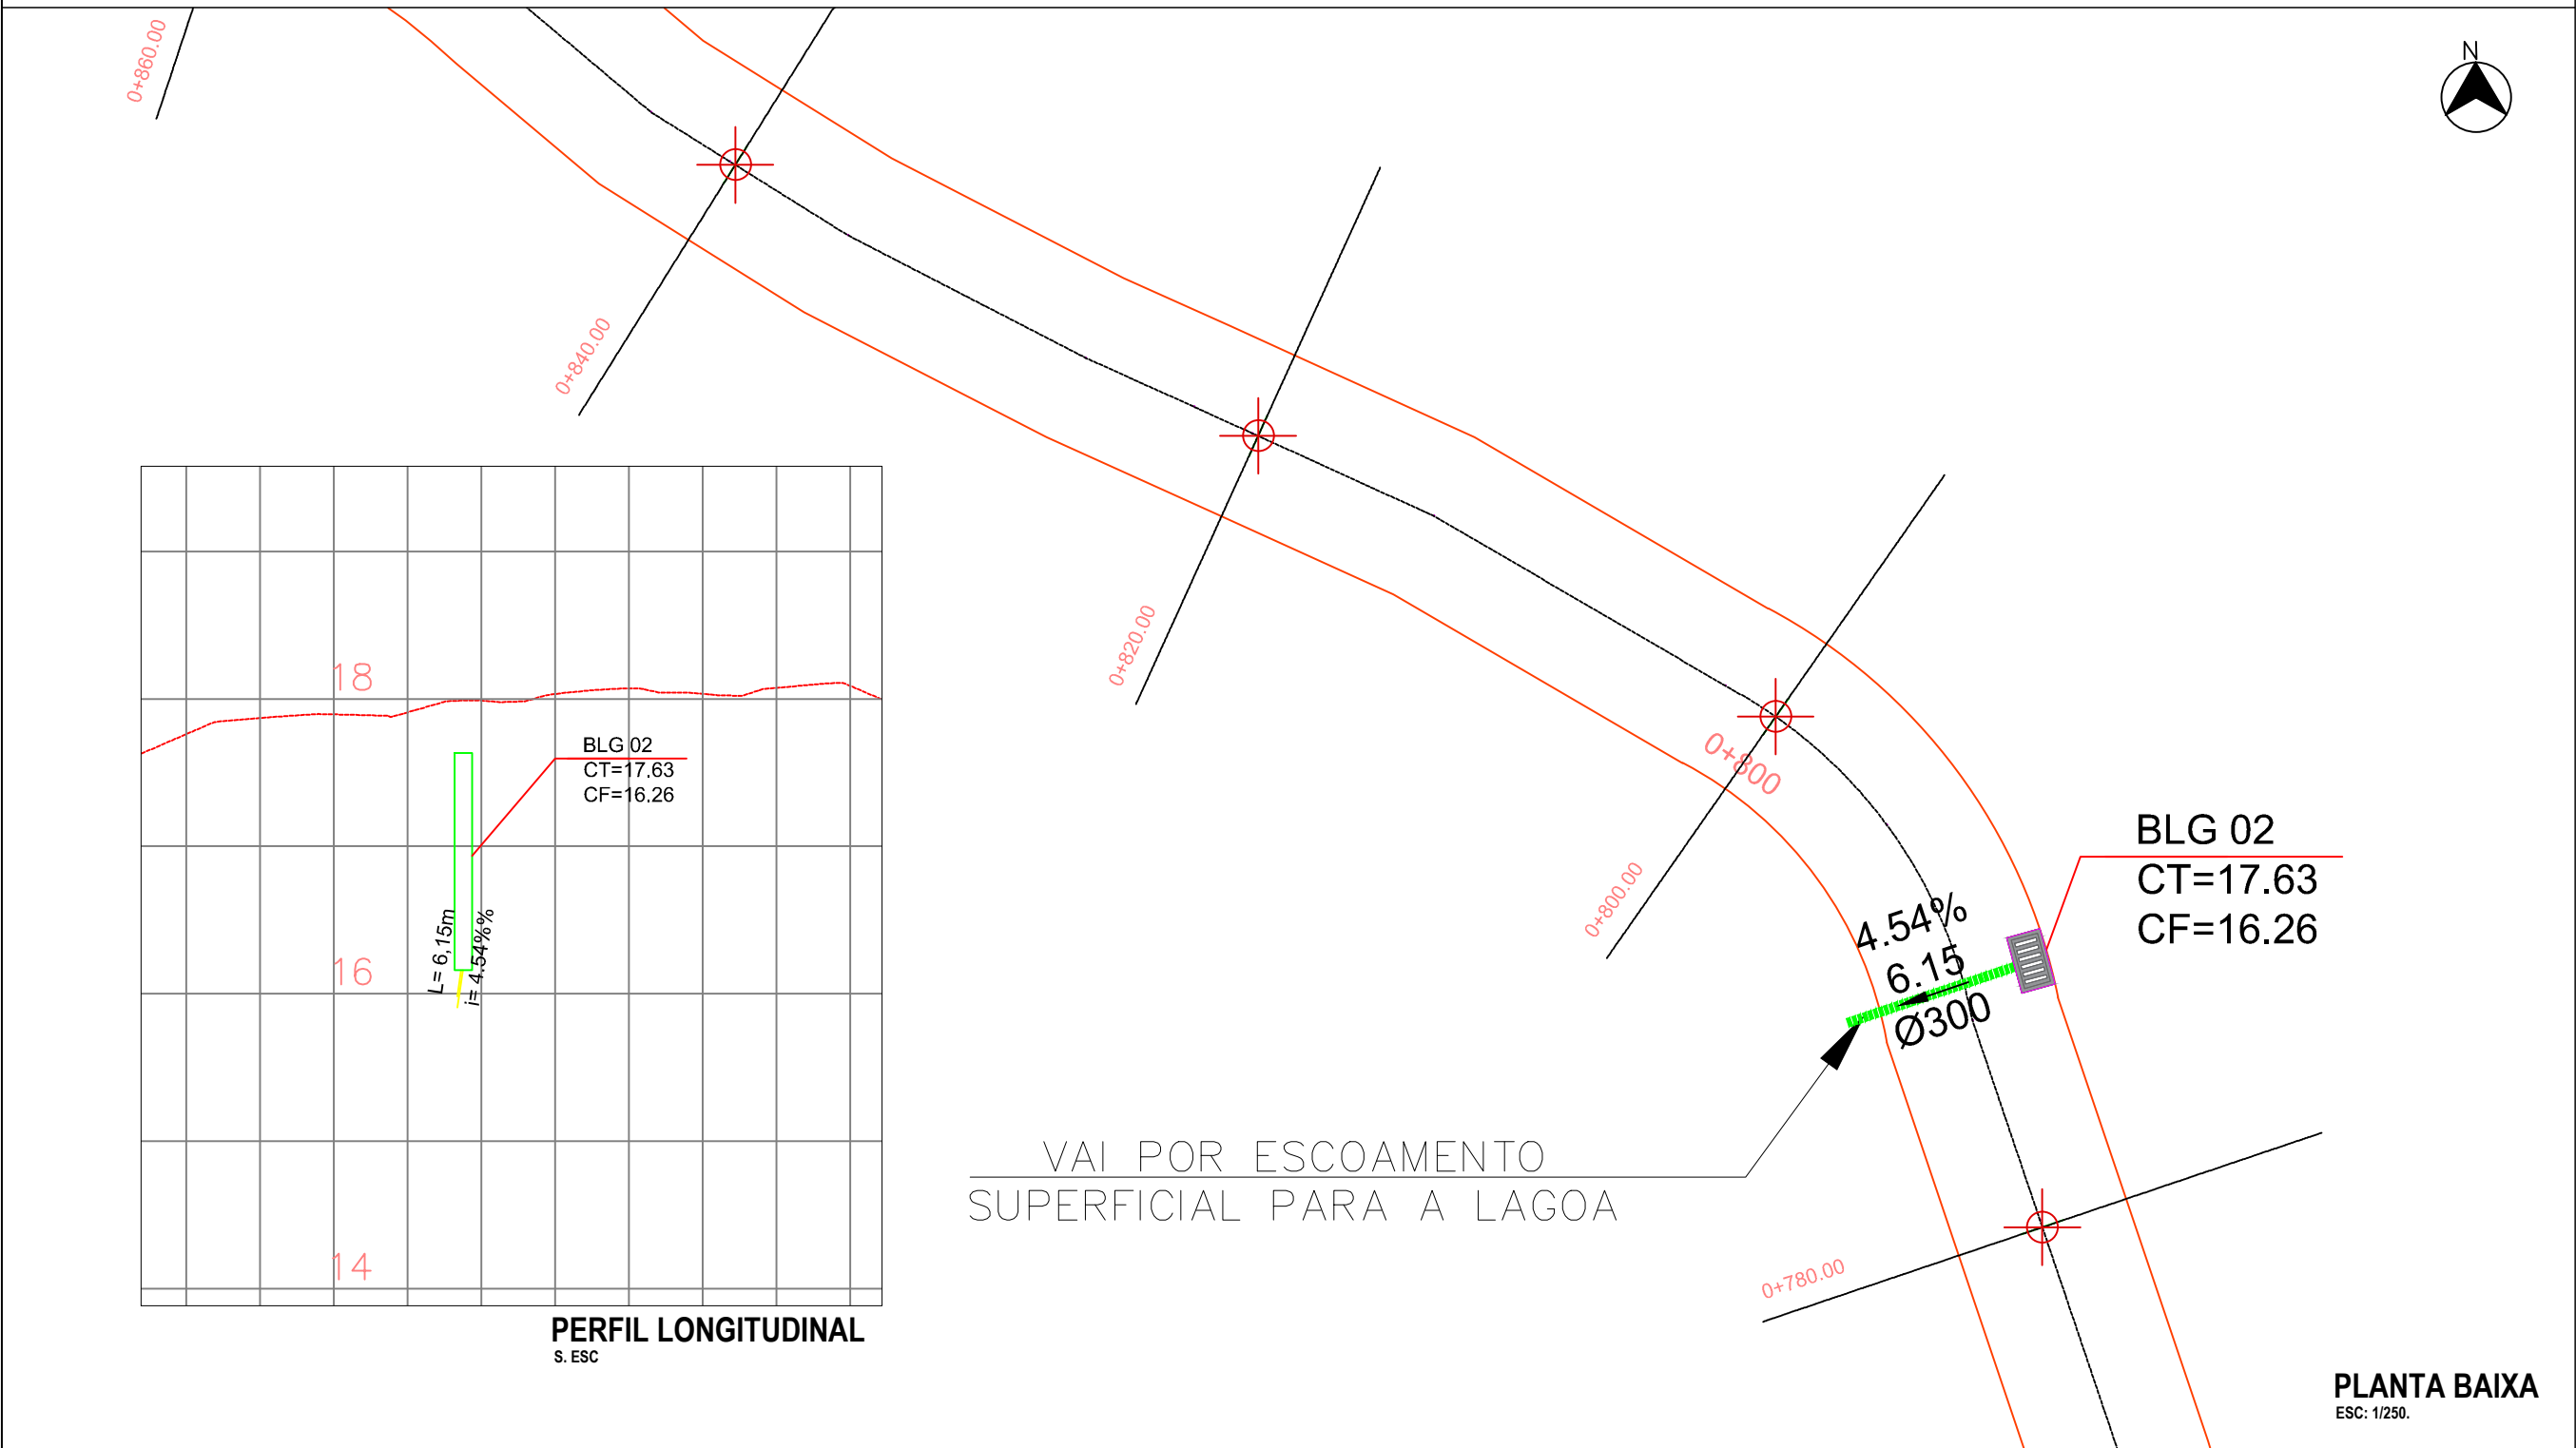 0+860.00
N
0+840.00
0+820.00
0+800
0+800.00
18
BLG 02
CT=17,63
CF=16,26
L= 6,15m
i= 4.54%%
16
14
BLG 02
CT=17.63
CF=16.26
4.54%
6.15
Ø300
VAI POR ESCOAMENTO
SUPERFICIAL PARA A LAGOA
0+780.00
PERFIL LONGITUDINAL
S. ESC
PLANTA BAIXA
ESC: 1/250.